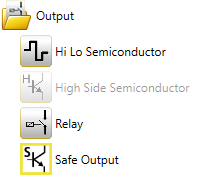 Output
Hi Lo Semiconductor
High Side Semiconductor
Relay
Safe Output